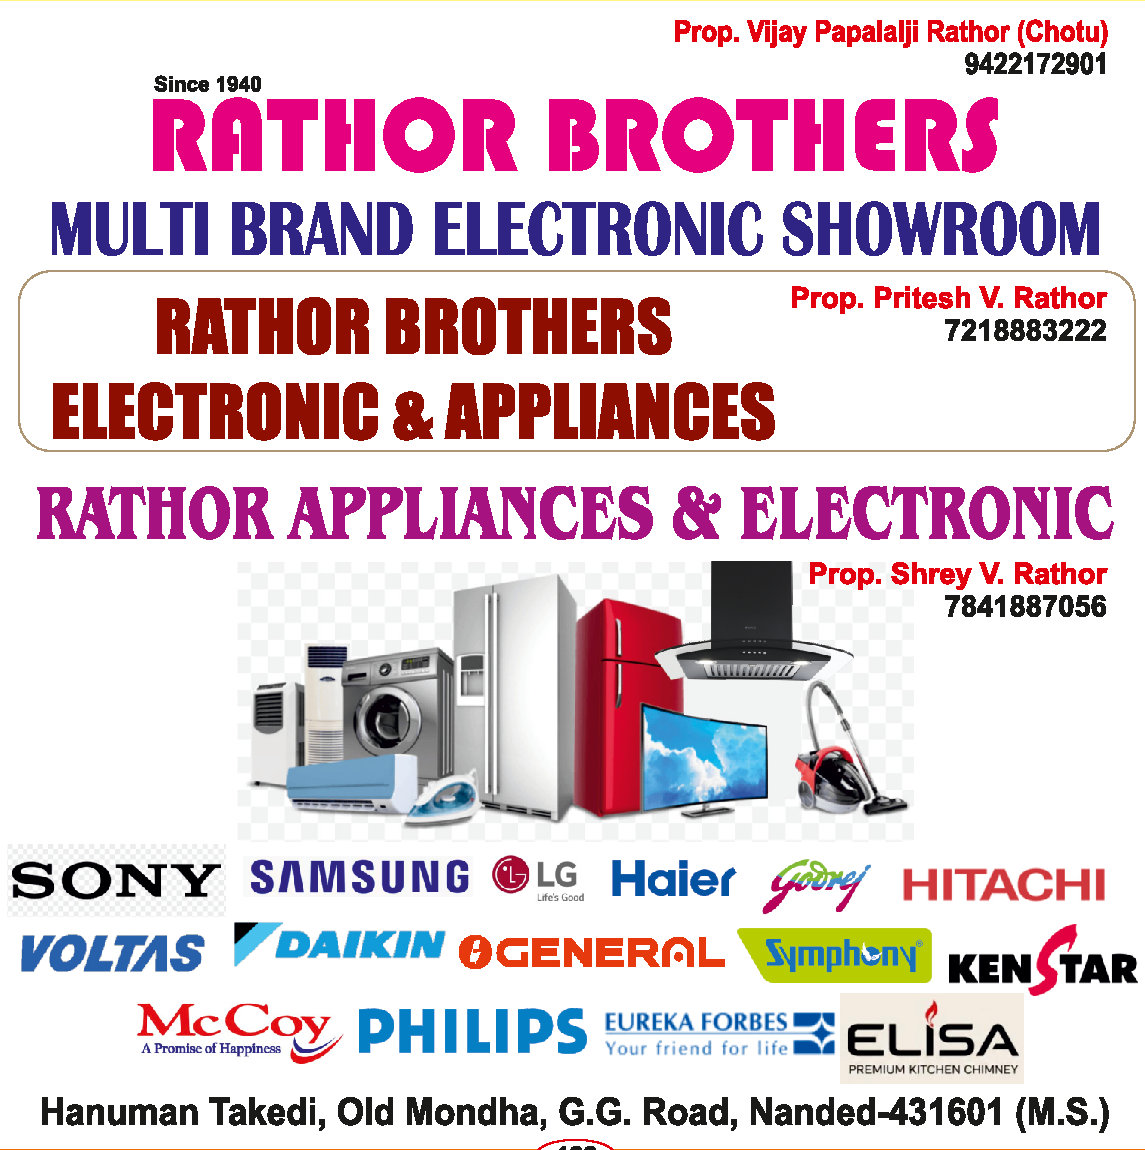 Prop. Vijay Papalalji Rathor (Chotu)
9422172901
Since 1940
RATHOR BROTHERS
MULTI BRAND ELECTRONIC SHOWROOM
RATHOR BROTHERS
ELECTRONIC & APPLIANCES
Prop. Pritesh V. Rathor
7218883222
RATHOR APPLIANCES & ELECTRONIC
Prop. Shrey V. Rathor
7841887056
SONY SAMSUNG LG Haier Godrej HITACHI
Life's Good
VOLTAS DAIKIN GENERAL Symphony® KENSTAR
McCoy PHILIPS EUREKA FORBES ELISA
A Promise of Happiness Your friend for life PREMIUM KITCHEN CHIMNEY
Hanuman Takedi, Old Mondha, G.G. Road, Nanded-431601 (M.S.)